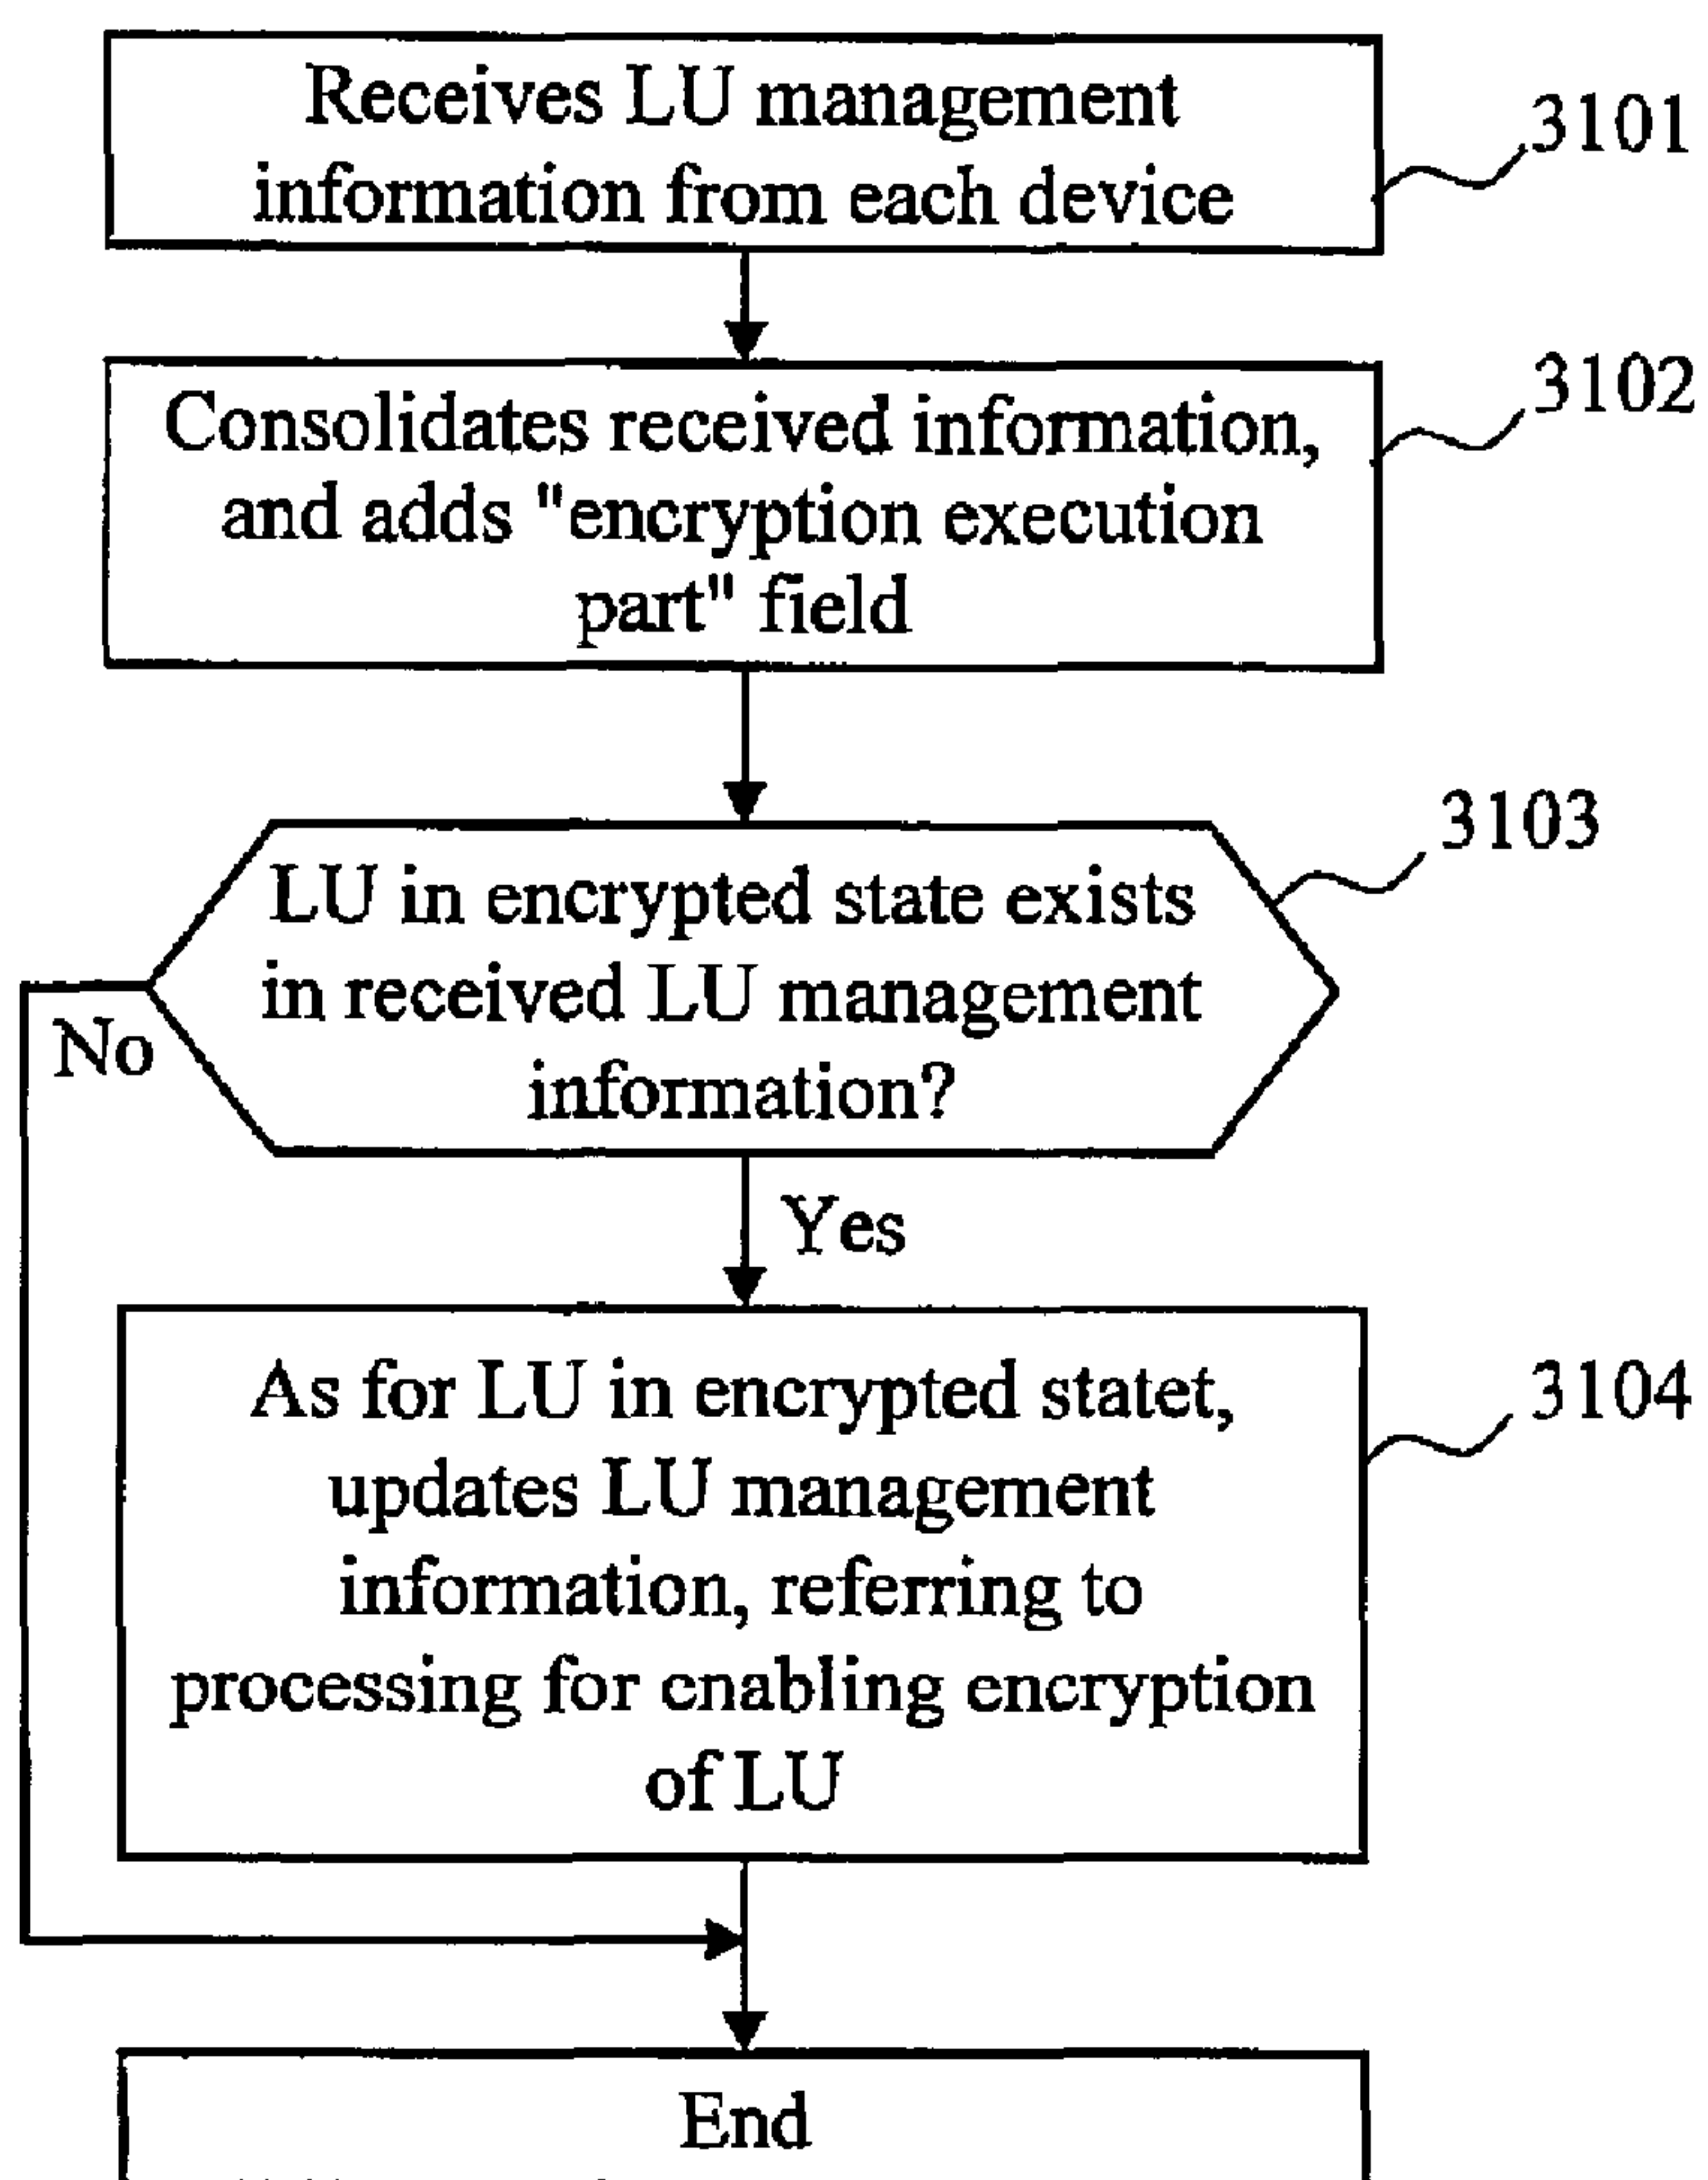 Receives LU management
information from each device
3101
Consolidates received information,
and adds "encryption execution
part" field
3102
LU in encrypted state exists
in received LU management
information?
3103
No
Yes
As for LU in encrypted statet,
updates LU management
information, referring to
processing for enabling encryption
of LU
3104
End